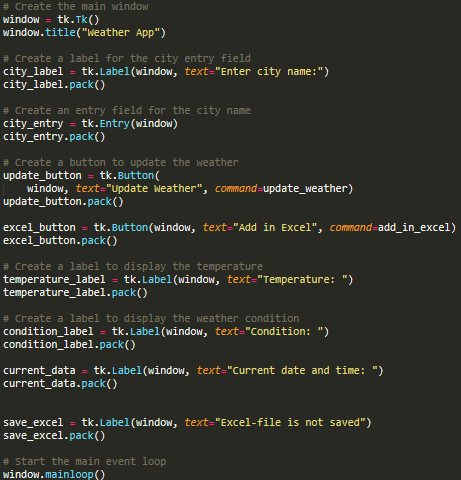 # Create the main window
window = tk.Tk()
window.title("Weather App")
# Create a label for the city entry field
city_label = tk.Label(window, text="Enter city name:")
city_label.pack()
# Create an entry field for the city name
city_entry = tk.Entry(window)
city_entry.pack()
# Create a button to update the weather
update_button = tk.Button(
    window, text="Update Weather", command=update_weather)
update_button.pack()
excel_button = tk.Button(window, text="Add in Excel", command=add_in_excel)
excel_button.pack()
# Create a label to display the temperature
temperature_label = tk.Label(window, text="Temperature: ")
temperature_label.pack()
# Create a label to display the weather condition
condition_label = tk.Label(window, text="Condition: ")
condition_label.pack()
current_data = tk.Label(window, text="Current date and time: ")
current_data.pack()
save_excel = tk.Label(window, text="Excel-file is not saved")
save_excel.pack()
# Start the main event loop
window.mainloop()